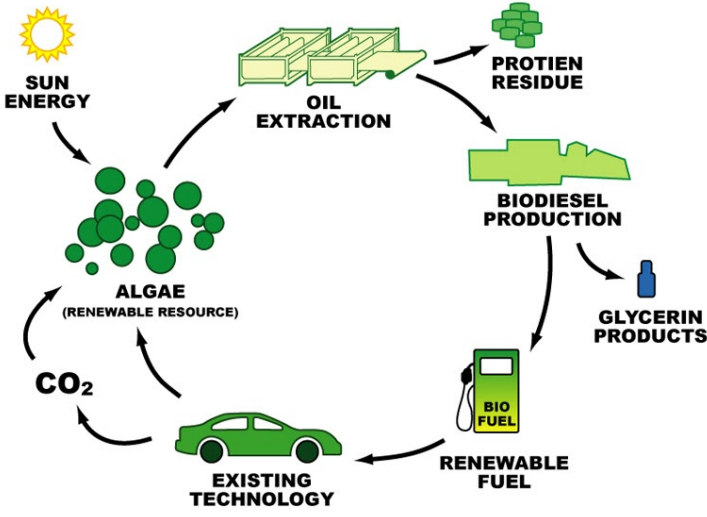 SUN
ENERGY
OIL
EXTRACTION
PROTIEN
RESIDUE
BIODIESEL
PRODUCTION
GLYCERIN
PRODUCTS
BIO
FUEL
RENEWABLE
FUEL
EXISTING
TECHNOLOGY
CO₂
ALGAE
(RENEWABLE RESOURCE)